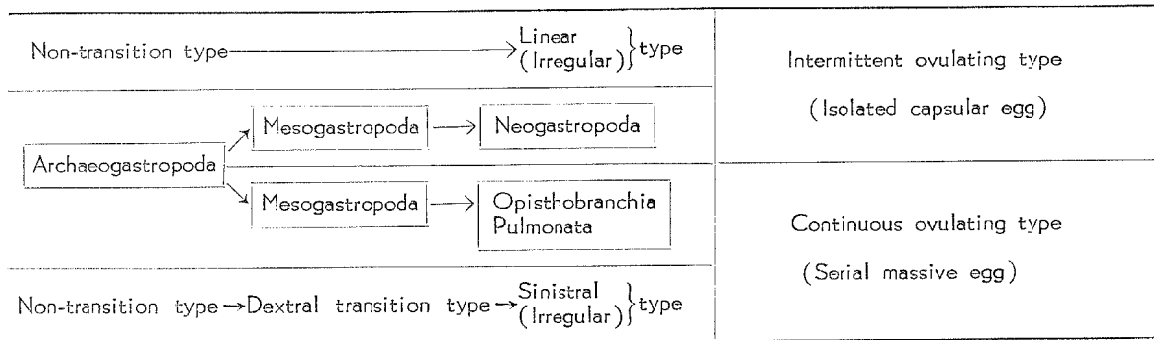 Non-transition type → Linear (Irregular) } type
Intermittent ovulating type
(Isolated capsular egg)
Mesogastropoda → Neogastropoda
Archaeogastropoda
Mesogastropoda → Opisthobranchia
Pulmonata
Continuous ovulating type
(Serial massive egg)
Non-transition type → Dextral transition type → Sinistral (Irregular) } type